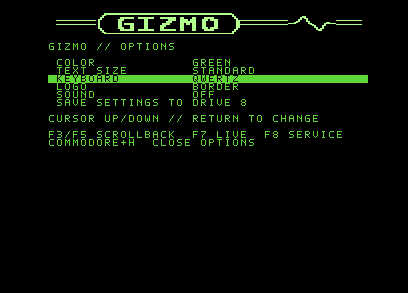 GIZMO
GIZMO // OPTIONS
COLOR GREEN
TEXT SIZE STANDARD
KEYBOARD QWERTZ
LOGO BORDER
SOUND OFF
SAVE SETTINGS TO DRIVE 8
CURSOR UP/DOWN // RETURN TO CHANGE
F3/F5 SCROLLBACK F7 LIVE F8 SERVICE
COMMODORE+H CLOSE OPTIONS